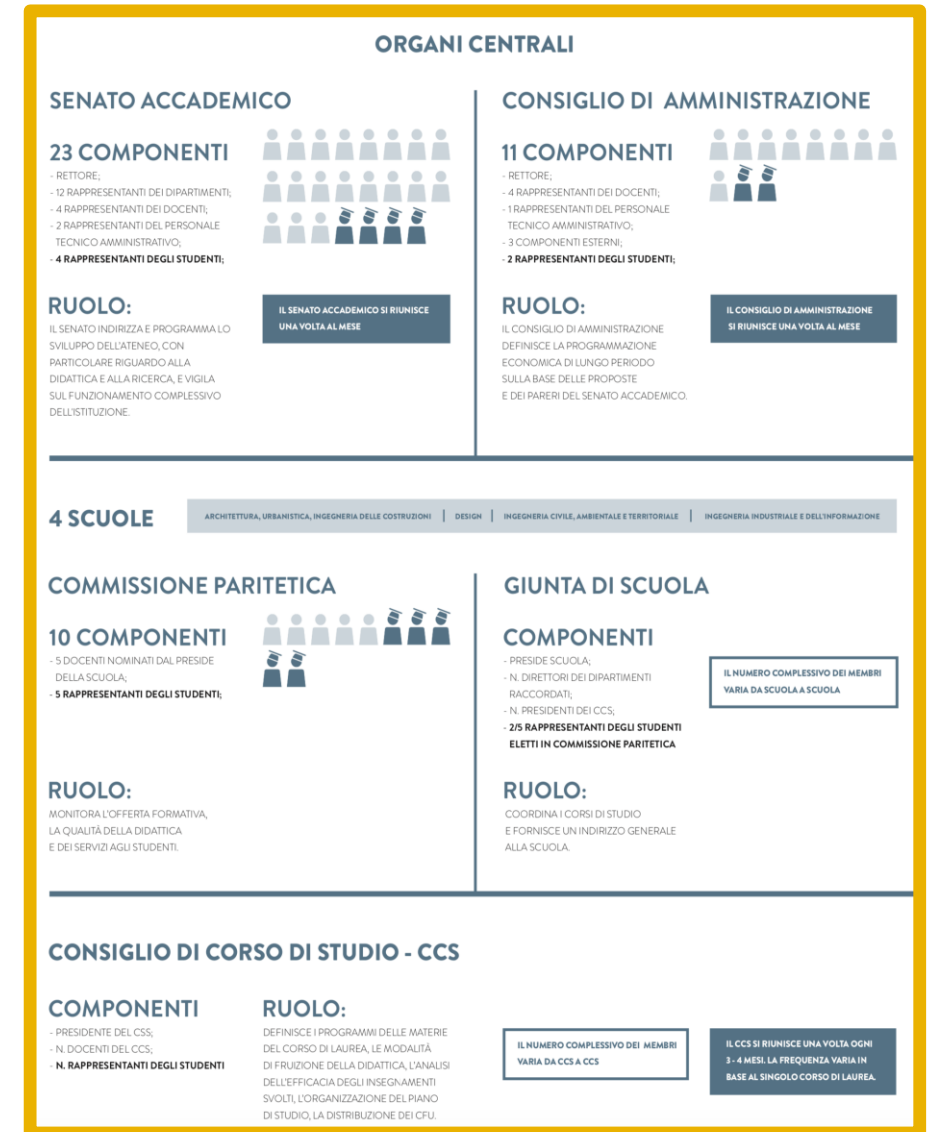 ORGANI CENTRALI
SENATO ACCADEMICO
23 COMPONENTI
- RETTORE;
- 12 RAPPRESENTANTI DEI DIPARTIMENTI;
- 4 RAPPRESENTANTI DEI DOCENTI;
- 2 RAPPRESENTANTI DEL PERSONALE
TECNICO AMMINISTRATIVO;
- 4 RAPPRESENTANTI DEGLI STUDENTI;
RUOLO:
IL SENATO INDIRIZZA E PROGRAMMA LO
SVILUPPO DELL'ATENEO, CON
PARTICOLARE RIGUARDO ALLA
DIDATTICA E ALLA RICERCA, E VIGILA
SUL FUNZIONAMENTO COMPLESSIVO
DELL'ISTITUZIONE.
IL SENATO ACCADEMICO SI RIUNISCE
UNA VOLTA AL MESE
CONSIGLIO DI AMMINISTRAZIONE
11 COMPONENTI
- RETTORE;
- 4 RAPPRESENTANTI DEI DOCENTI;
- 1 RAPPRESENTANTI DEL PERSONALE
TECNICO AMMINISTRATIVO;
- 3 COMPONENTI ESTERNI;
- 2 RAPPRESENTANTI DEGLI STUDENTI;
RUOLO:
IL CONSIGLIO DI AMMINISTRAZIONE
DEFINISCE LA PROGRAMMAZIONE
ECONOMICA DI LUNGO PERIODO
SULLA BASE DELLE PROPOSTE
E DEI PARERI DEL SENATO ACCADEMICO.
IL CONSIGLIO DI AMMINISTRAZIONE
SI RIUNISCE UNA VOLTA AL MESE
4 SCUOLE
ARCHITETTURA, URBANISTICA, INGEGNERIA DELLE COSTRUZIONI | DESIGN | INGEGNERIA CIVILE, AMBIENTALE E TERRITORIALE | INGEGNERIA INDUSTRIALE E DELL'INFORMAZIONE
COMMISSIONE PARITETICA
10 COMPONENTI
- 5 DOCENTI NOMINATI DAL PRESIDE
DELLA SCUOLA;
- 5 RAPPRESENTANTI DEGLI STUDENTI;
RUOLO:
MONITORA L'OFFERTA FORMATIVA,
LA QUALITÀ DELLA DIDATTICA
E DEI SERVIZI AGLI STUDENTI.
GIUNTA DI SCUOLA
COMPONENTI
- PRESIDE SCUOLA;
- N. DIRETTORI DEI DIPARTIMENTI
RACCORDATI;
- N. PRESIDENTI DEI CCS;
- 2/5 RAPPRESENTANTI DEGLI STUDENTI
ELETTI IN COMMISSIONE PARITETICA
IL NUMERO COMPLESSIVO DEI MEMBRI
VARIA DA SCUOLA A SCUOLA
RUOLO:
COORDINA I CORSI DI STUDIO
E FORNISCE UN INDIRIZZO GENERALE
ALLA SCUOLA.
CONSIGLIO DI CORSO DI STUDIO - CCS
COMPONENTI
- PRESIDENTE DEL CSS;
- N. DOCENTI DEL CCS;
- N. RAPPRESENTANTI DEGLI STUDENTI
RUOLO:
DEFINISCE I PROGRAMMI DELLE MATERIE
DEL CORSO DI LAUREA, LE MODALITÀ
DI FRUIZIONE DELLA DIDATTICA, L'ANALISI
DELL'EFFICACIA DEGLI INSEGNAMENTI
SVOLTI, L'ORGANIZZAZIONE DEL PIANO
DI STUDIO, LA DISTRIBUZIONE DEI CFU.
IL NUMERO COMPLESSIVO DEI MEMBRI
VARIA DA CCS A CCS
IL CCS SI RIUNISCE UNA VOLTA OGNI
3 - 4 MESI. LA FREQUENZA VARIA IN
BASE AL SINGOLO CORSO DI LAUREA.